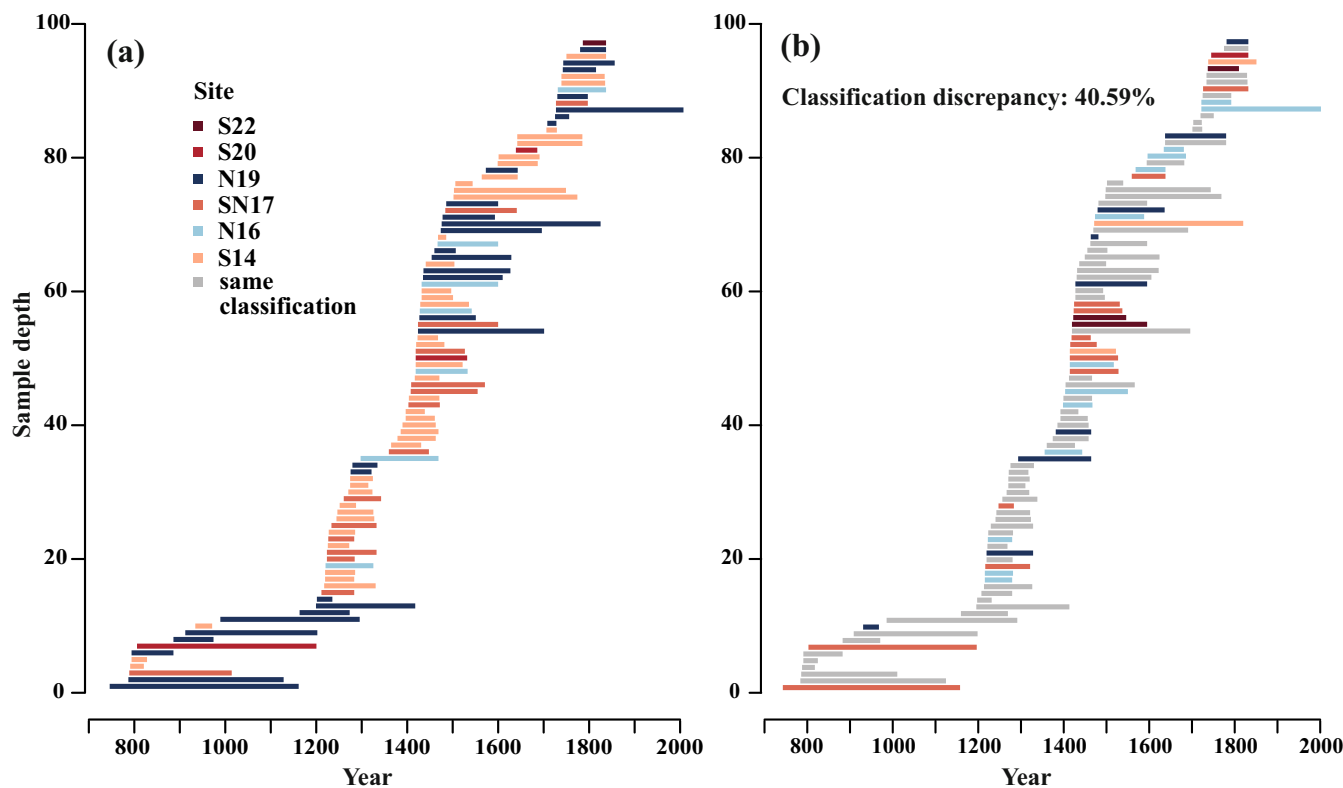 (a)
Site
S22
S20
N19
SN17
N16
S14
same
classification
Sample depth
100
80
60
40
20
0
800 1000 1200 1400 1600 1800 2000
Year
(b)
Classification discrepancy: 40.59%
100
80
60
40
20
0
800 1000 1200 1400 1600 1800 2000
Year